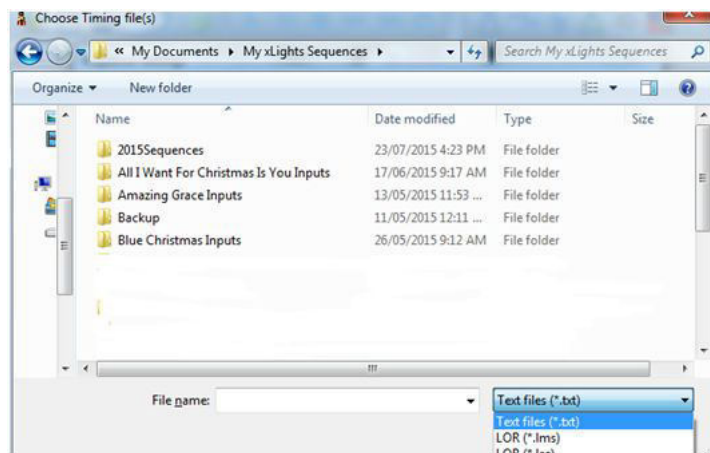 Choose Timing file(s)
« My Documents ▸ My xLights Sequences ▸
Search My xLights Sequences
Organize
New folder
Name Date modified Type Size
2015Sequences 23/07/2015 4:23 PM File folder
All I Want For Christmas Is You Inputs 17/06/2015 9:17 AM File folder
Amazing Grace Inputs 13/05/2015 11:53 ... File folder
Backup 11/05/2015 12:11 ... File folder
Blue Christmas Inputs 26/05/2015 9:12 AM File folder
File name:
Text files (*.txt)
Text files (*.txt)
LOR (*.lms)